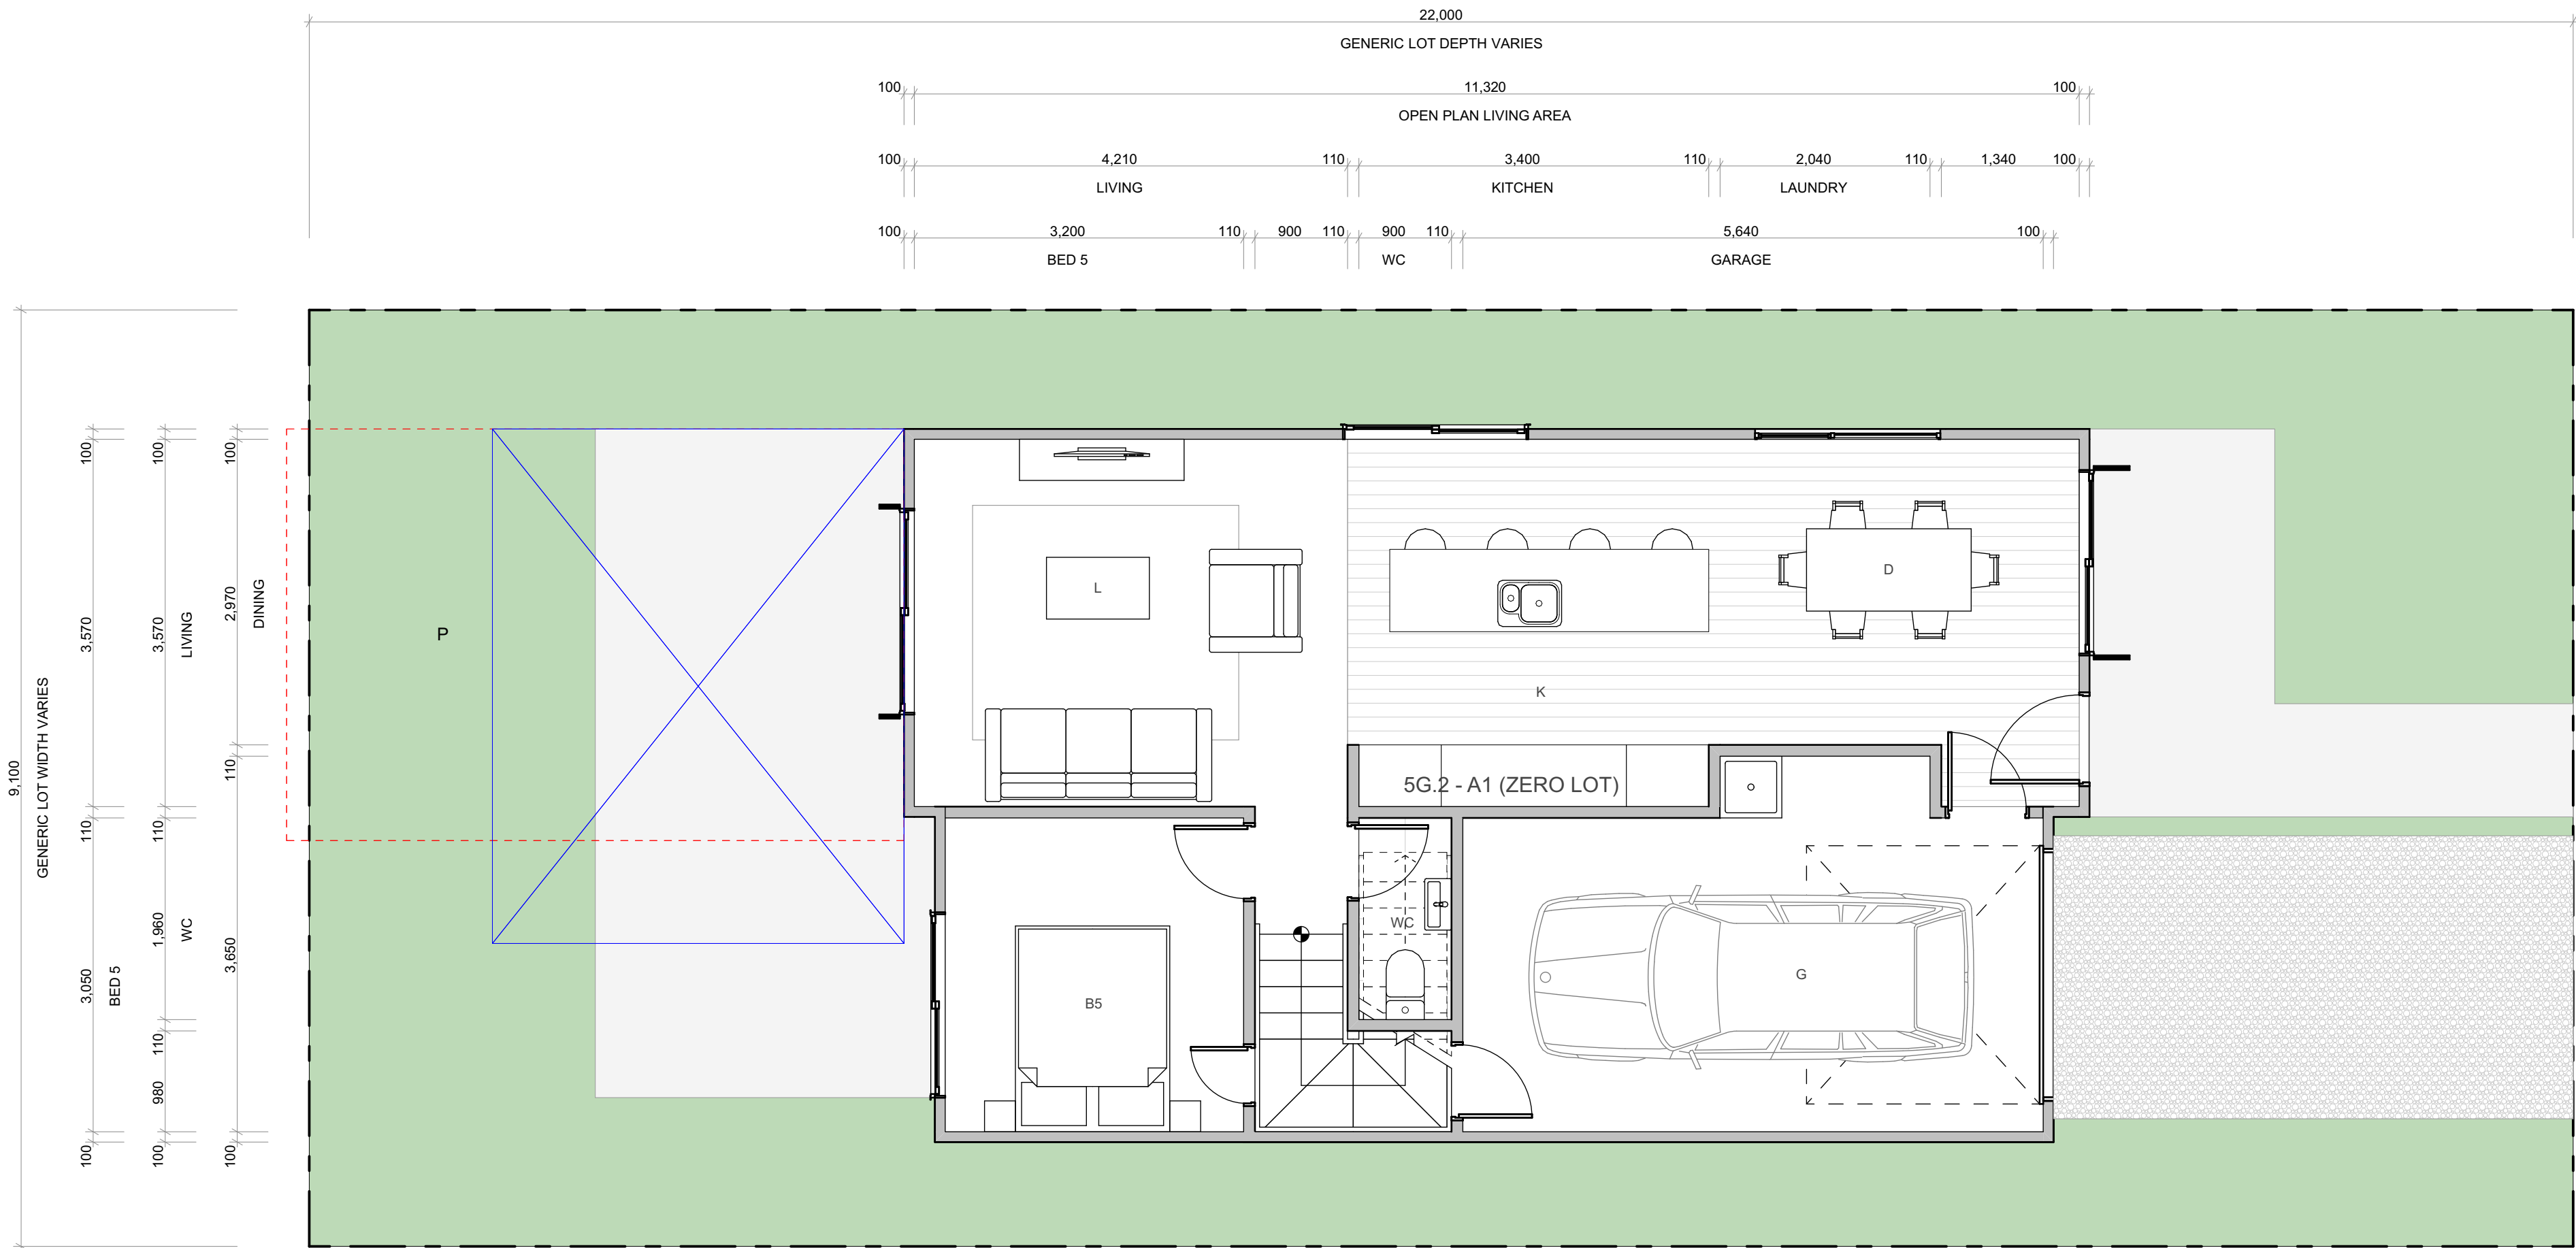 22,000
GENERIC LOT DEPTH VARIES
100 11,320 100
OPEN PLAN LIVING AREA
100 4,210 110 3,400 110 2,040 110 1,340 100
LIVING KITCHEN LAUNDRY
100 3,200 110 900 110 900 110 5,640 100
BED 5 WC GARAGE
9,100
GENERIC LOT WIDTH VARIES
100 3,570 110 3,050 100
BED 5
100 3,570 110 1,960 110 980 100
LIVING WC
100 2,970 110 3,650 100
DINING
P
L
D
K
5G.2 - A1 (ZERO LOT)
WC
B5
G